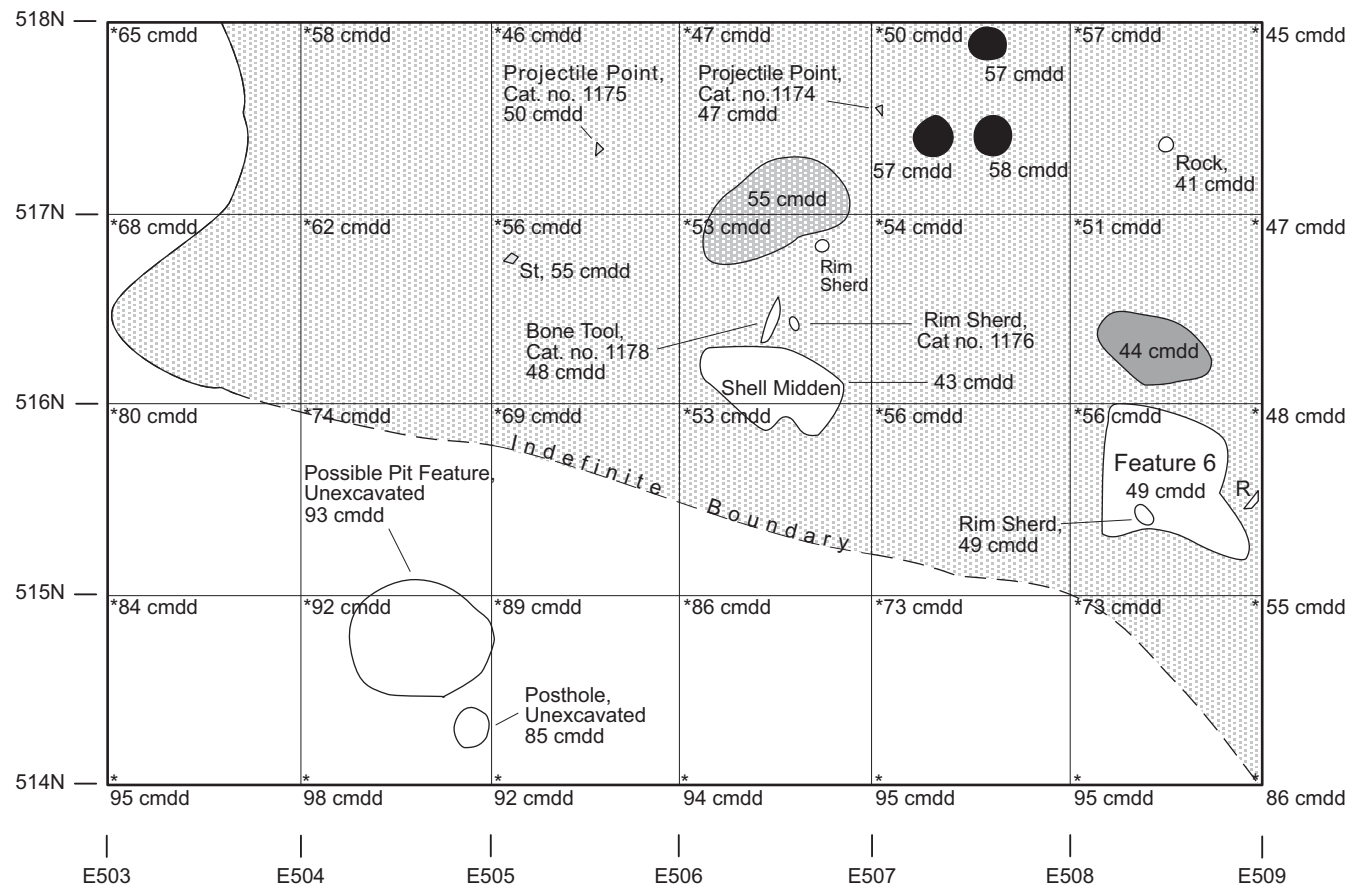 518N
*65 cmdd *58 cmdd *46 cmdd *47 cmdd *50 cmdd *57 cmdd * 45 cmdd
Projectile Point,
Cat. no. 1175
50 cmdd
Projectile Point,
Cat. no.1174
47 cmdd
57 cmdd
57 cmdd
58 cmdd
Rock,
41 cmdd
55 cmdd
517N
*68 cmdd *62 cmdd *56 cmdd *53 cmdd *54 cmdd *51 cmdd * 47 cmdd
St, 55 cmdd
Rim
Sherd
Bone Tool,
Cat. no. 1178
48 cmdd
Rim Sherd,
Cat no. 1176
44 cmdd
Shell Midden
43 cmdd
516N
*80 cmdd *74 cmdd *69 cmdd *53 cmdd *56 cmdd *56 cmdd * 48 cmdd
Indefinite Boundary
Possible Pit Feature,
Unexcavated
93 cmdd
Feature 6
49 cmdd
R
Rim Sherd,
49 cmdd
515N
*84 cmdd *92 cmdd *89 cmdd *86 cmdd *73 cmdd *73 cmdd * 55 cmdd
Posthole,
Unexcavated
85 cmdd
514N
* * * * * * *
95 cmdd 98 cmdd 92 cmdd 94 cmdd 95 cmdd 95 cmdd 86 cmdd
E503 E504 E505 E506 E507 E508 E509